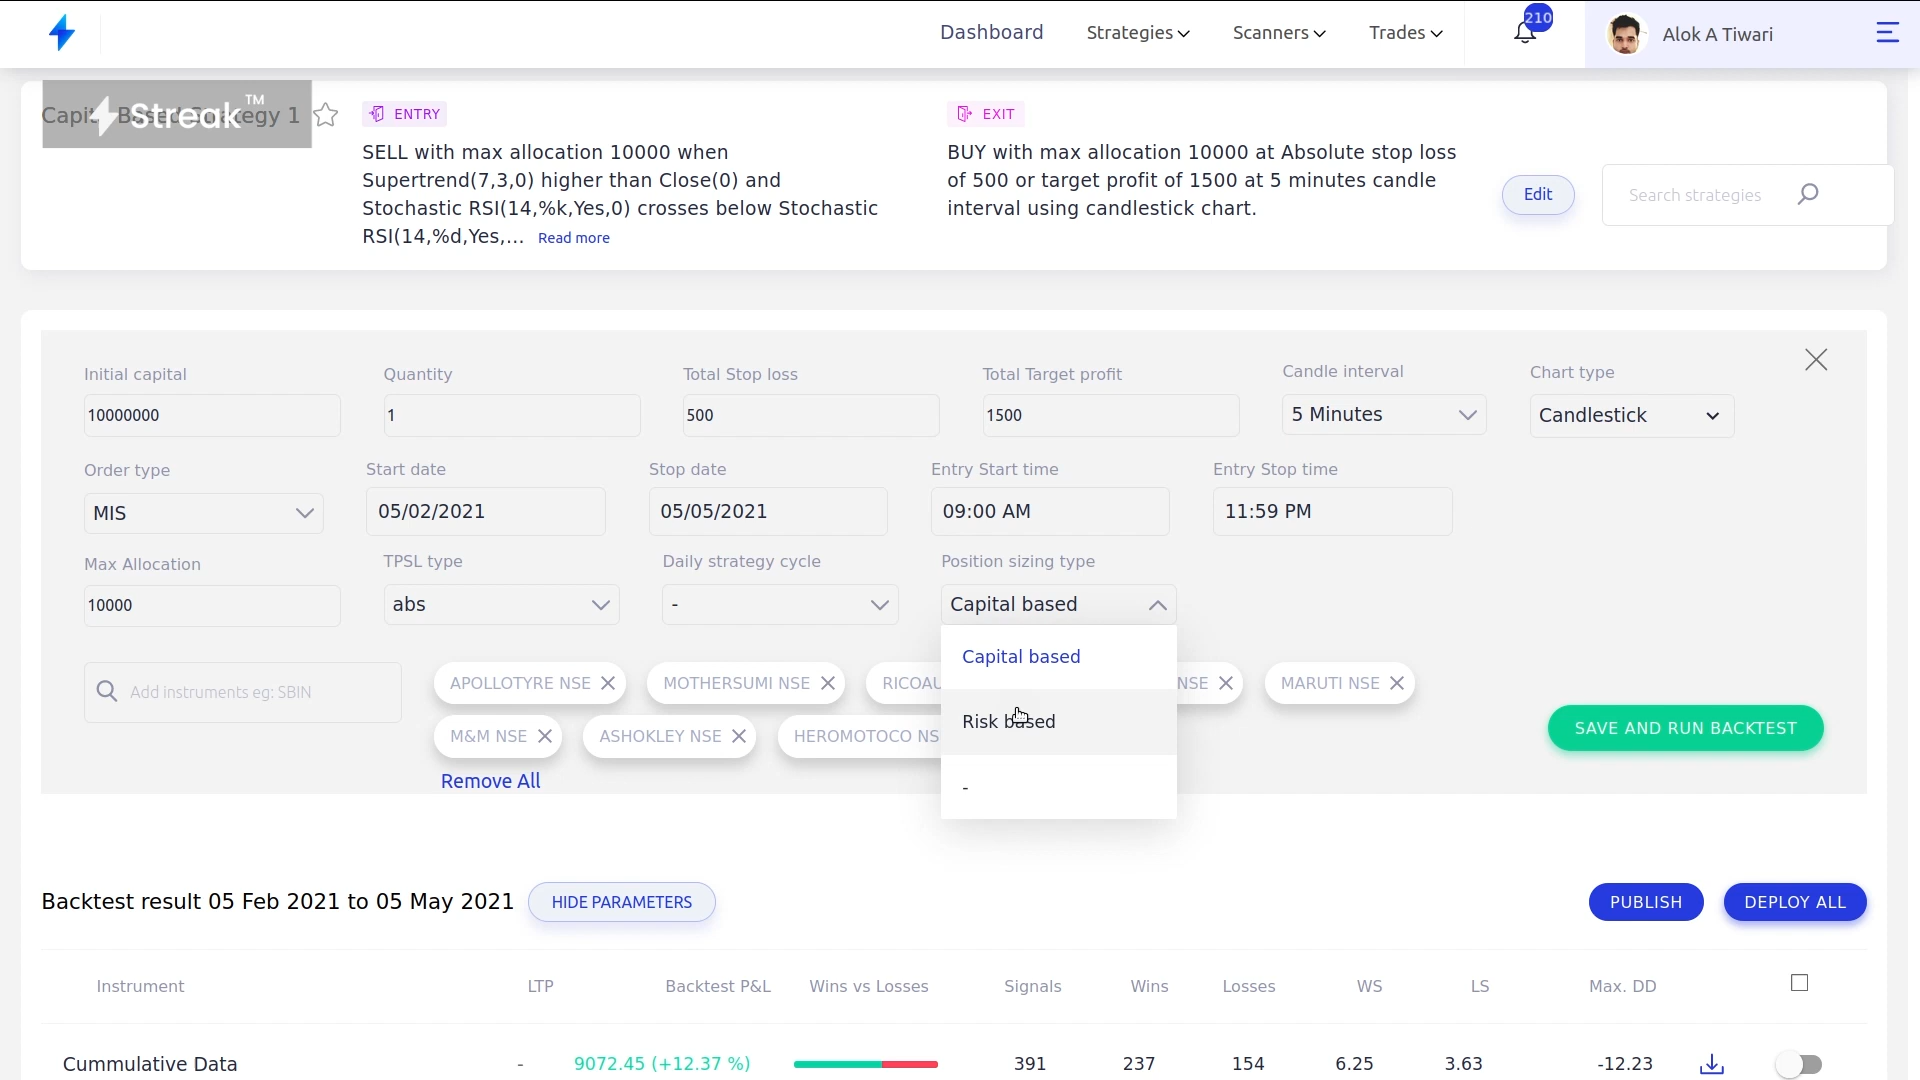 Dashboard Strategies Scanners Trades 210 Alok A Tiwari
Streak™
ENTRY
EXIT
SELL with max allocation 10000 when
Supertrend(7,3,0) higher than Close(0) and
Stochastic RSI(14,%k,Yes,0) crosses below Stochastic
RSI(14,%d,Yes,... Read more
BUY with max allocation 10000 at Absolute stop loss
of 500 or target profit of 1500 at 5 minutes candle
interval using candlestick chart.
Edit
Search strategies
Initial capital Quantity Total Stop loss Total Target profit Candle interval Chart type
10000000 1 500 1500 5 Minutes Candlestick
Order type Start date Stop date Entry Start time Entry Stop time
MIS 05/02/2021 05/05/2021 09:00 AM 11:59 PM
Max Allocation TPSL type Daily strategy cycle Position sizing type
10000 abs - Capital based
Capital based
Risk based
-
Add instruments eg: SBIN
APOLLOTYRE NSE MOTHERSUMI NSE RICOAU NSE MARUTI NSE
M&M NSE ASHOKLEY NSE HEROMOTOCO NS
SAVE AND RUN BACKTEST
Remove All
Backtest result 05 Feb 2021 to 05 May 2021 HIDE PARAMETERS PUBLISH DEPLOY ALL
Instrument LTP Backtest P&L Wins vs Losses Signals Wins Losses WS LS Max. DD
Cummulative Data - 9072.45 (+12.37 %) 391 237 154 6.25 3.63 -12.23